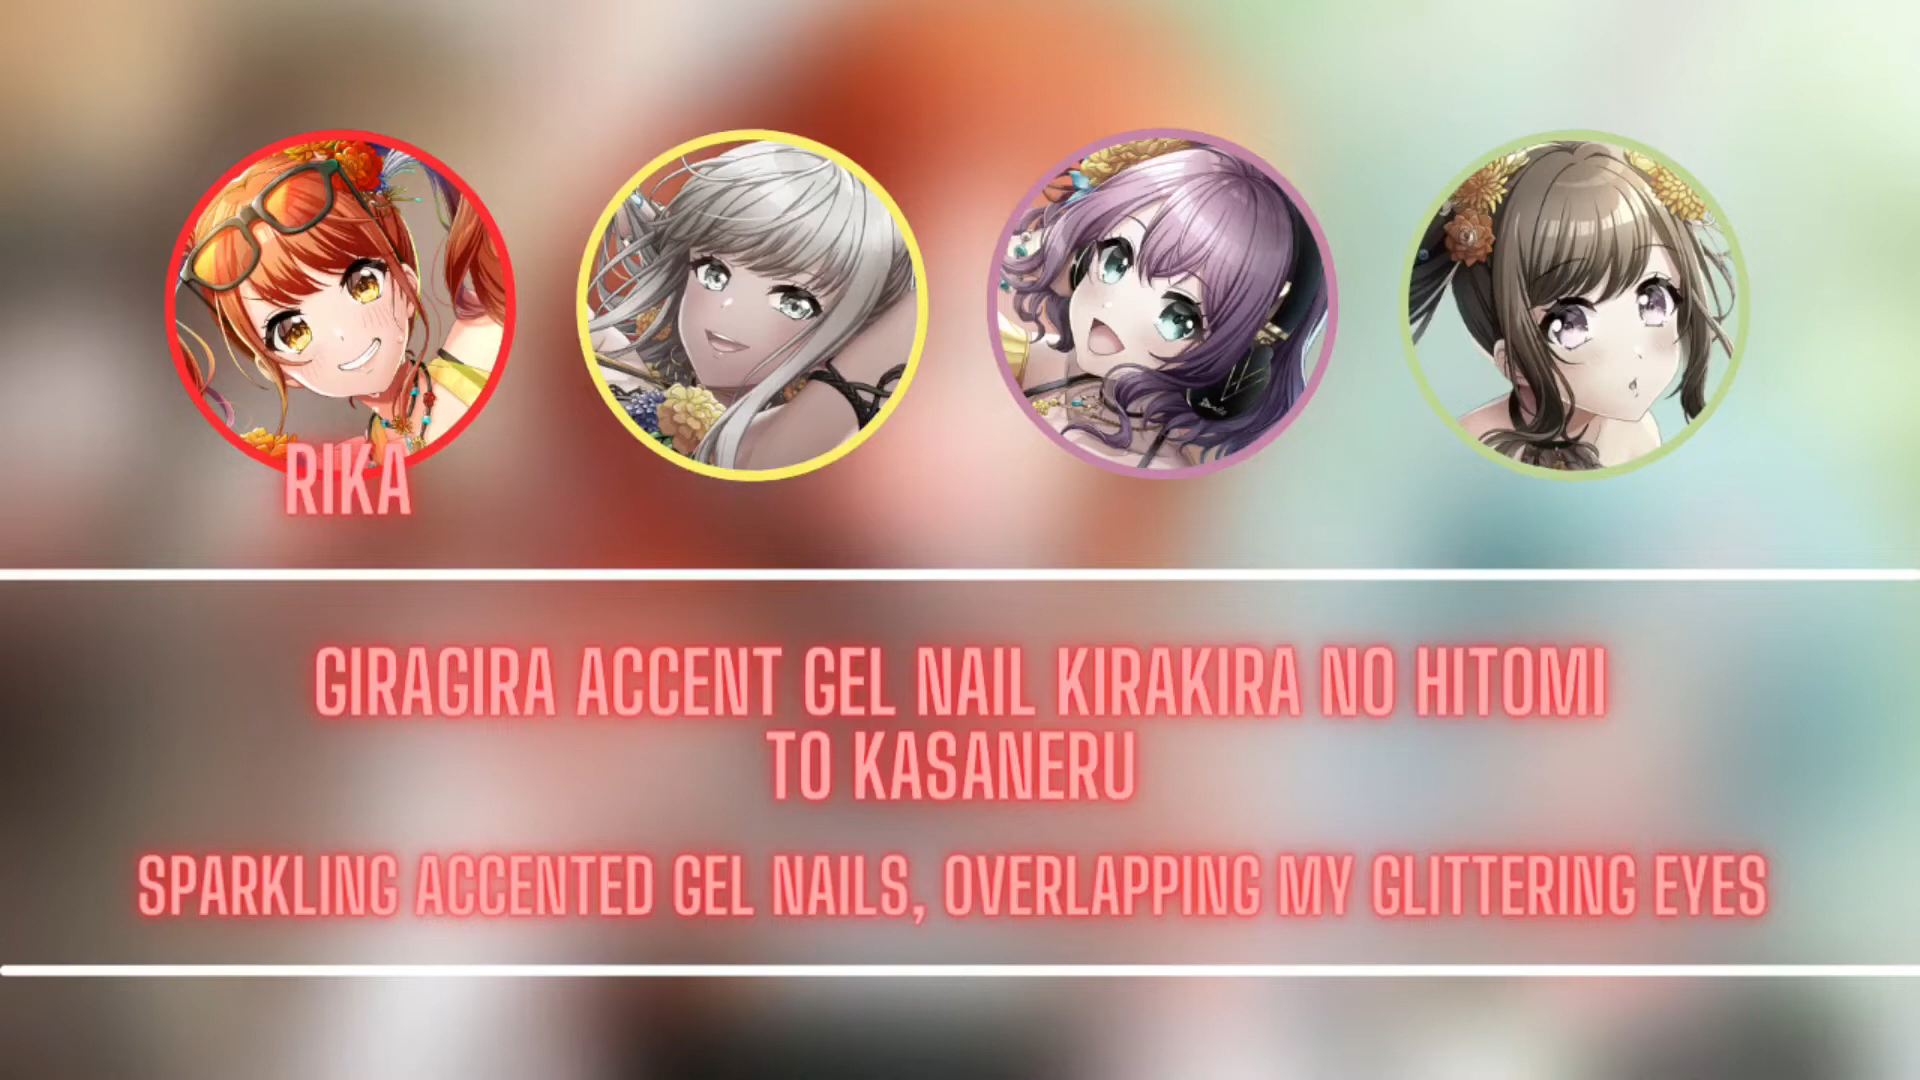 RIKA
GIRAGIRA ACCENT GEL NAIL KIRAKIRA NO HITOMI
TO KASANERU
SPARKLING ACCENTED GEL NAILS, OVERLAPPING MY GLITTERING EYES